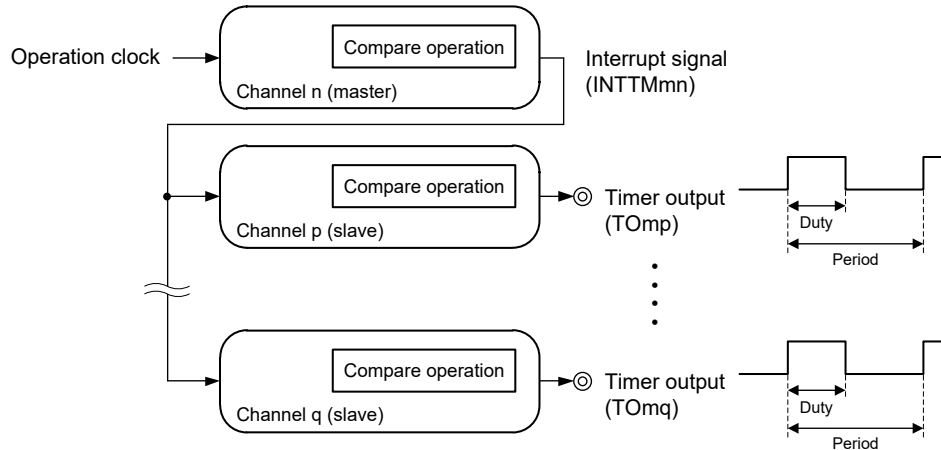 Compare operation
Operation clock
Channel n (master)
Interrupt signal
(INTTMmn)
Compare operation
Channel p (slave)
Timer output
(TOmp)
Duty
Period
Compare operation
Channel q (slave)
Timer output
(TOmq)
Duty
Period